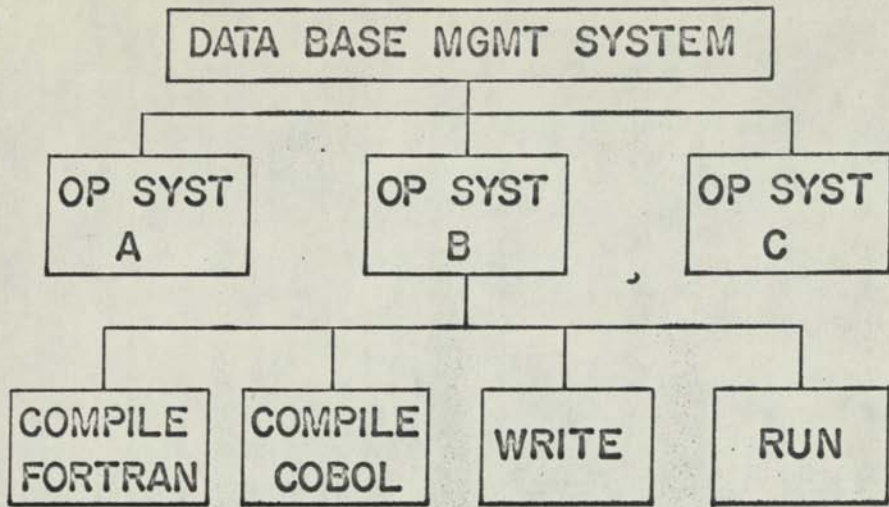 DATA BASE MGMT SYSTEM
OP SYST
A
OP SYST
B
OP SYST
C
COMPILE
FORTRAN
COMPILE
COBOL
WRITE
RUN